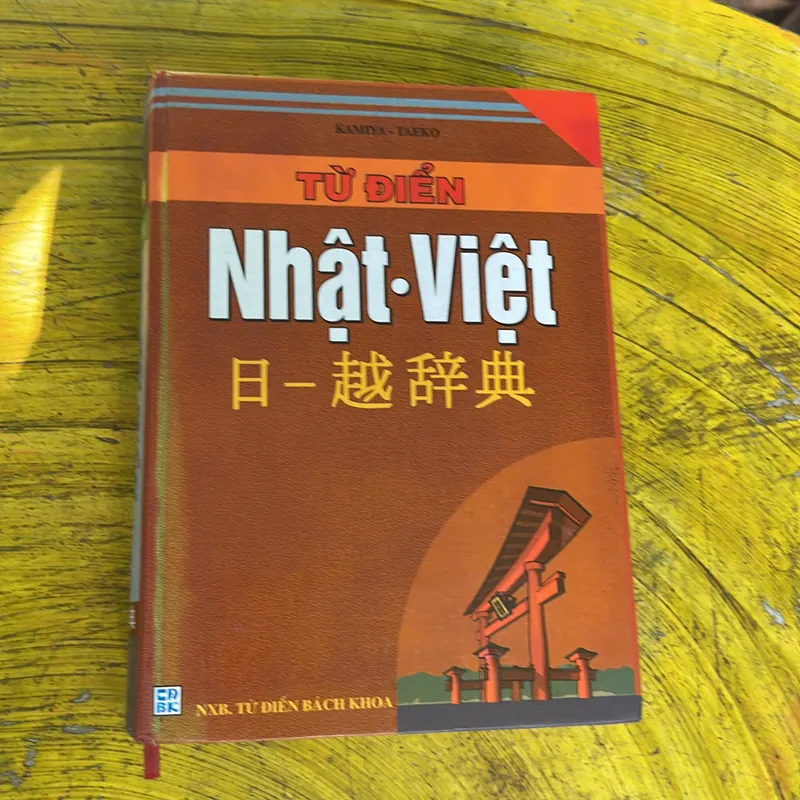 KAMIYA - TAEKO
TỪ ĐIỂN
Nhật·Việt
日－越辞典
NXB. TỪ ĐIỂN BÁCH KHOA